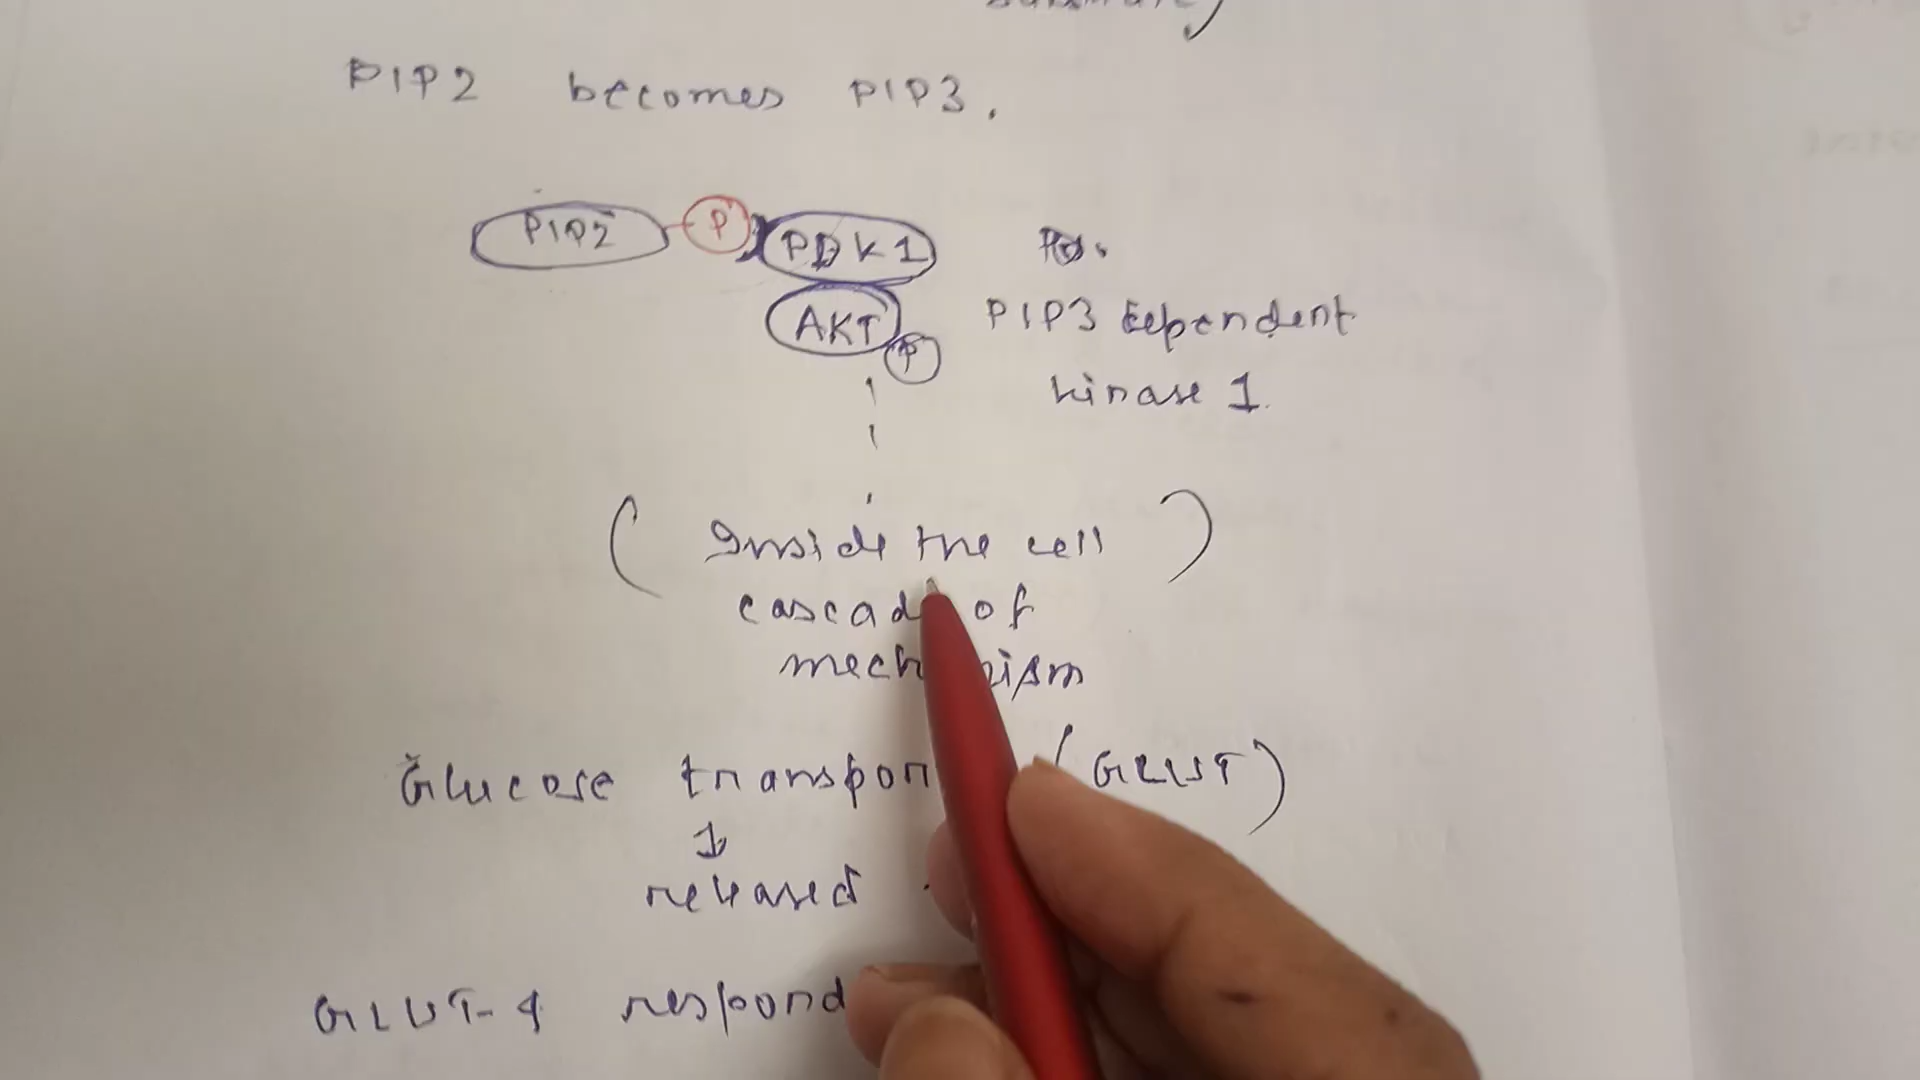 PIP2 becomes PIP3.
PIP2 P PDK1
AKT P
PIP3 dependent
kinase 1.
(Inside the cell)
cascade of
mechanism
Glucose transpor (GLUT)
released
GLUT-4 respond